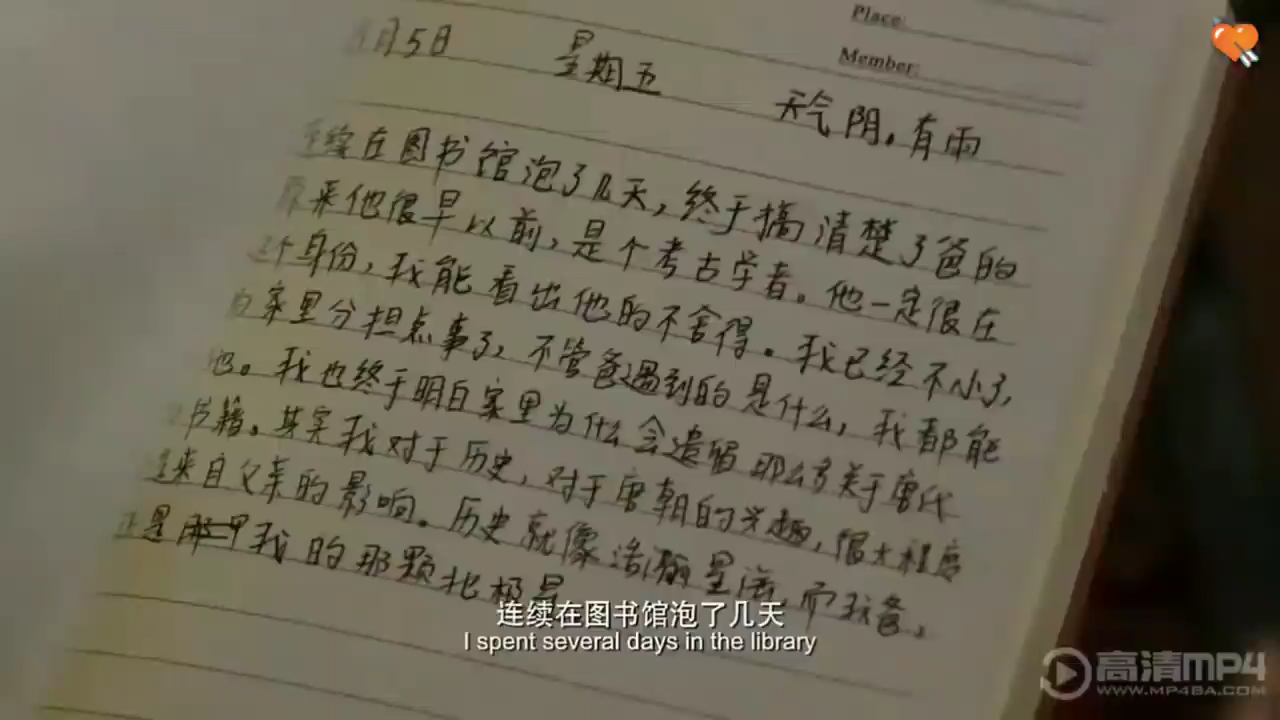 Place:
Member:
月5日 星期五 天气阴。有雨
连续在图书馆泡了几天，终于搞清楚了爸的
原来他很早以前，是个考古学者。他一定很在
这个身份，我能看出他的不舍得。我已经不小了，
家里分担点事了，不管爸遇到的是什么，我都能
他。我也终于明白家里为什么会遗留那么多关于唐代
书籍。其实我对于历史，对于唐朝的兴趣，很大程度
是来自父亲的影响。历史就像浩瀚星海，而我爸，
正是我的那颗北极星
连续在图书馆泡了几天
I spent several days in the library
高清MP4
WWW.MP4BA.COM